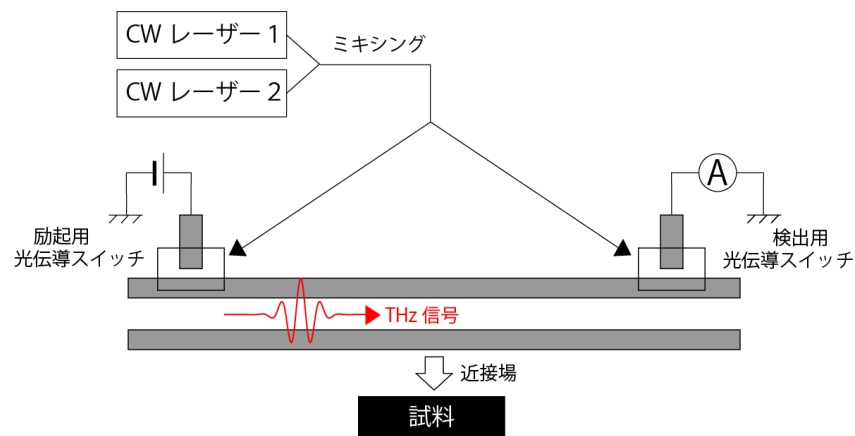 CW レーザー 1
ミキシング
CW レーザー 2
A
励起用
光伝導スイッチ
検出用
光伝導スイッチ
THz 信号
近接場
試料